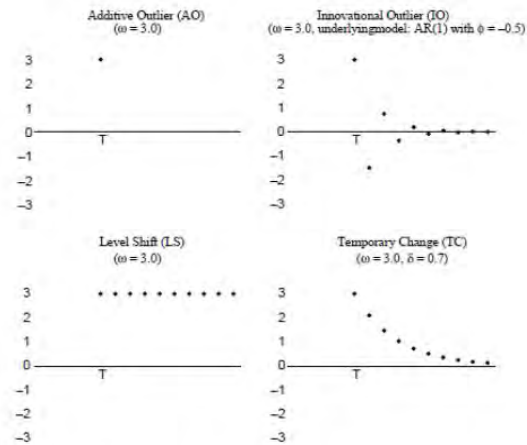 Additive Outlier (AO)
(ω = 3.0)
3
2
1
0
−1
−2
−3
T
Innovational Outlier (IO)
(ω = 3.0, underlyingmodel: AR(1) with ϕ = −0.5)
3
2
1
0
−1
−2
−3
T
Level Shift (LS)
(ω = 3.0)
3
2
1
0
−1
−2
−3
T
Temporary Change (TC)
(ω = 3.0, δ = 0.7)
3
2
1
0
−1
−2
−3
T